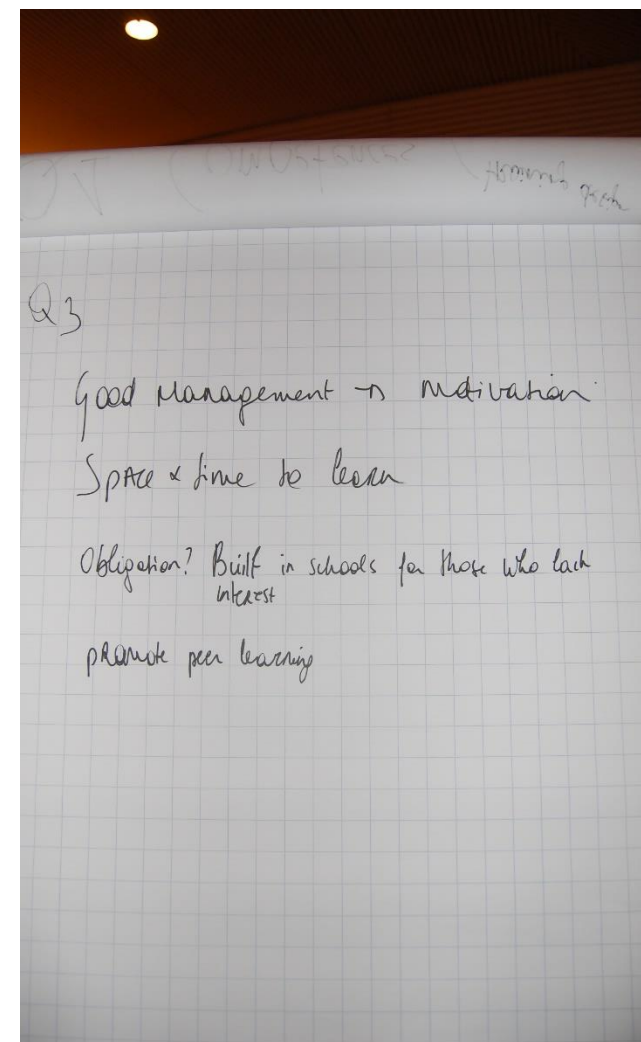 Q3
Good Management → Motivation
Space & time to learn
Obligation? Built in schools for those who lack
interest
promote peer learning